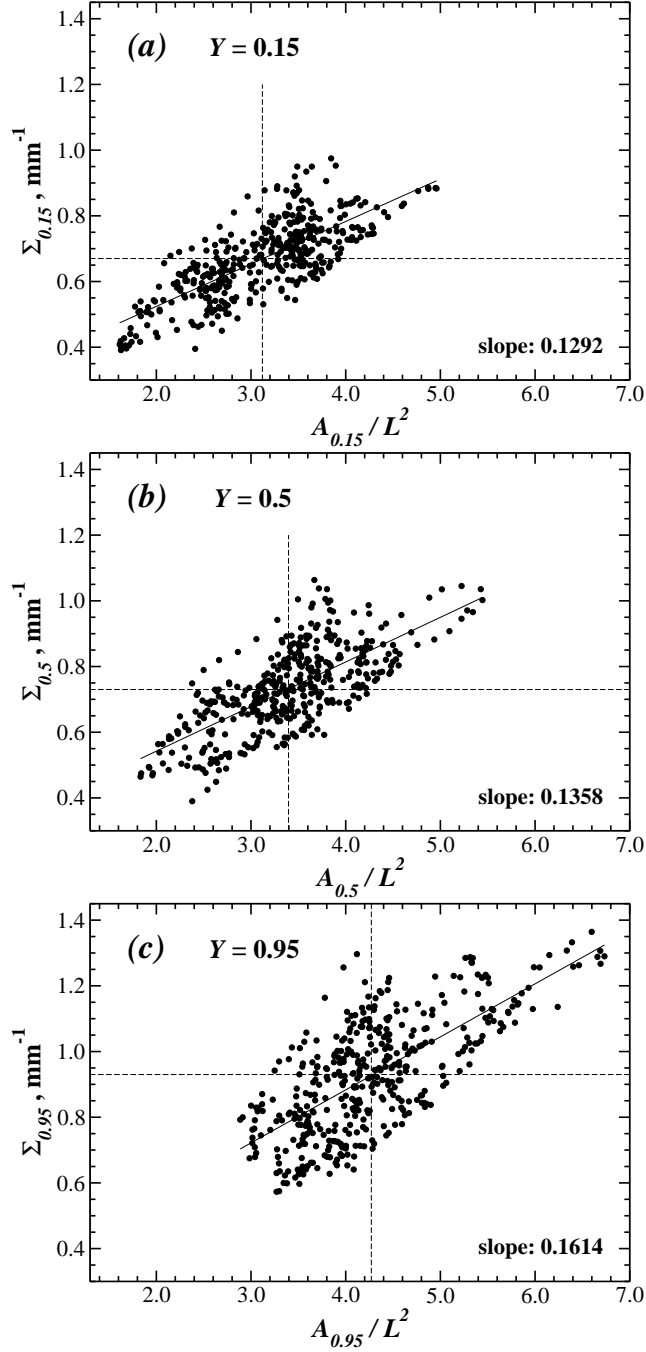 (a) Y = 0.15
1.4
1.2
1.0
0.8
0.6
0.4
Σ0.15 , mm-1
slope: 0.1292
2.0 3.0 4.0 5.0 6.0 7.0
A0.15 / L2
(b) Y = 0.5
1.4
1.2
1.0
0.8
0.6
0.4
Σ0.5 , mm-1
slope: 0.1358
2.0 3.0 4.0 5.0 6.0 7.0
A0.5 / L2
(c) Y = 0.95
1.4
1.2
1.0
0.8
0.6
0.4
Σ0.95 , mm-1
slope: 0.1614
2.0 3.0 4.0 5.0 6.0 7.0
A0.95 / L2